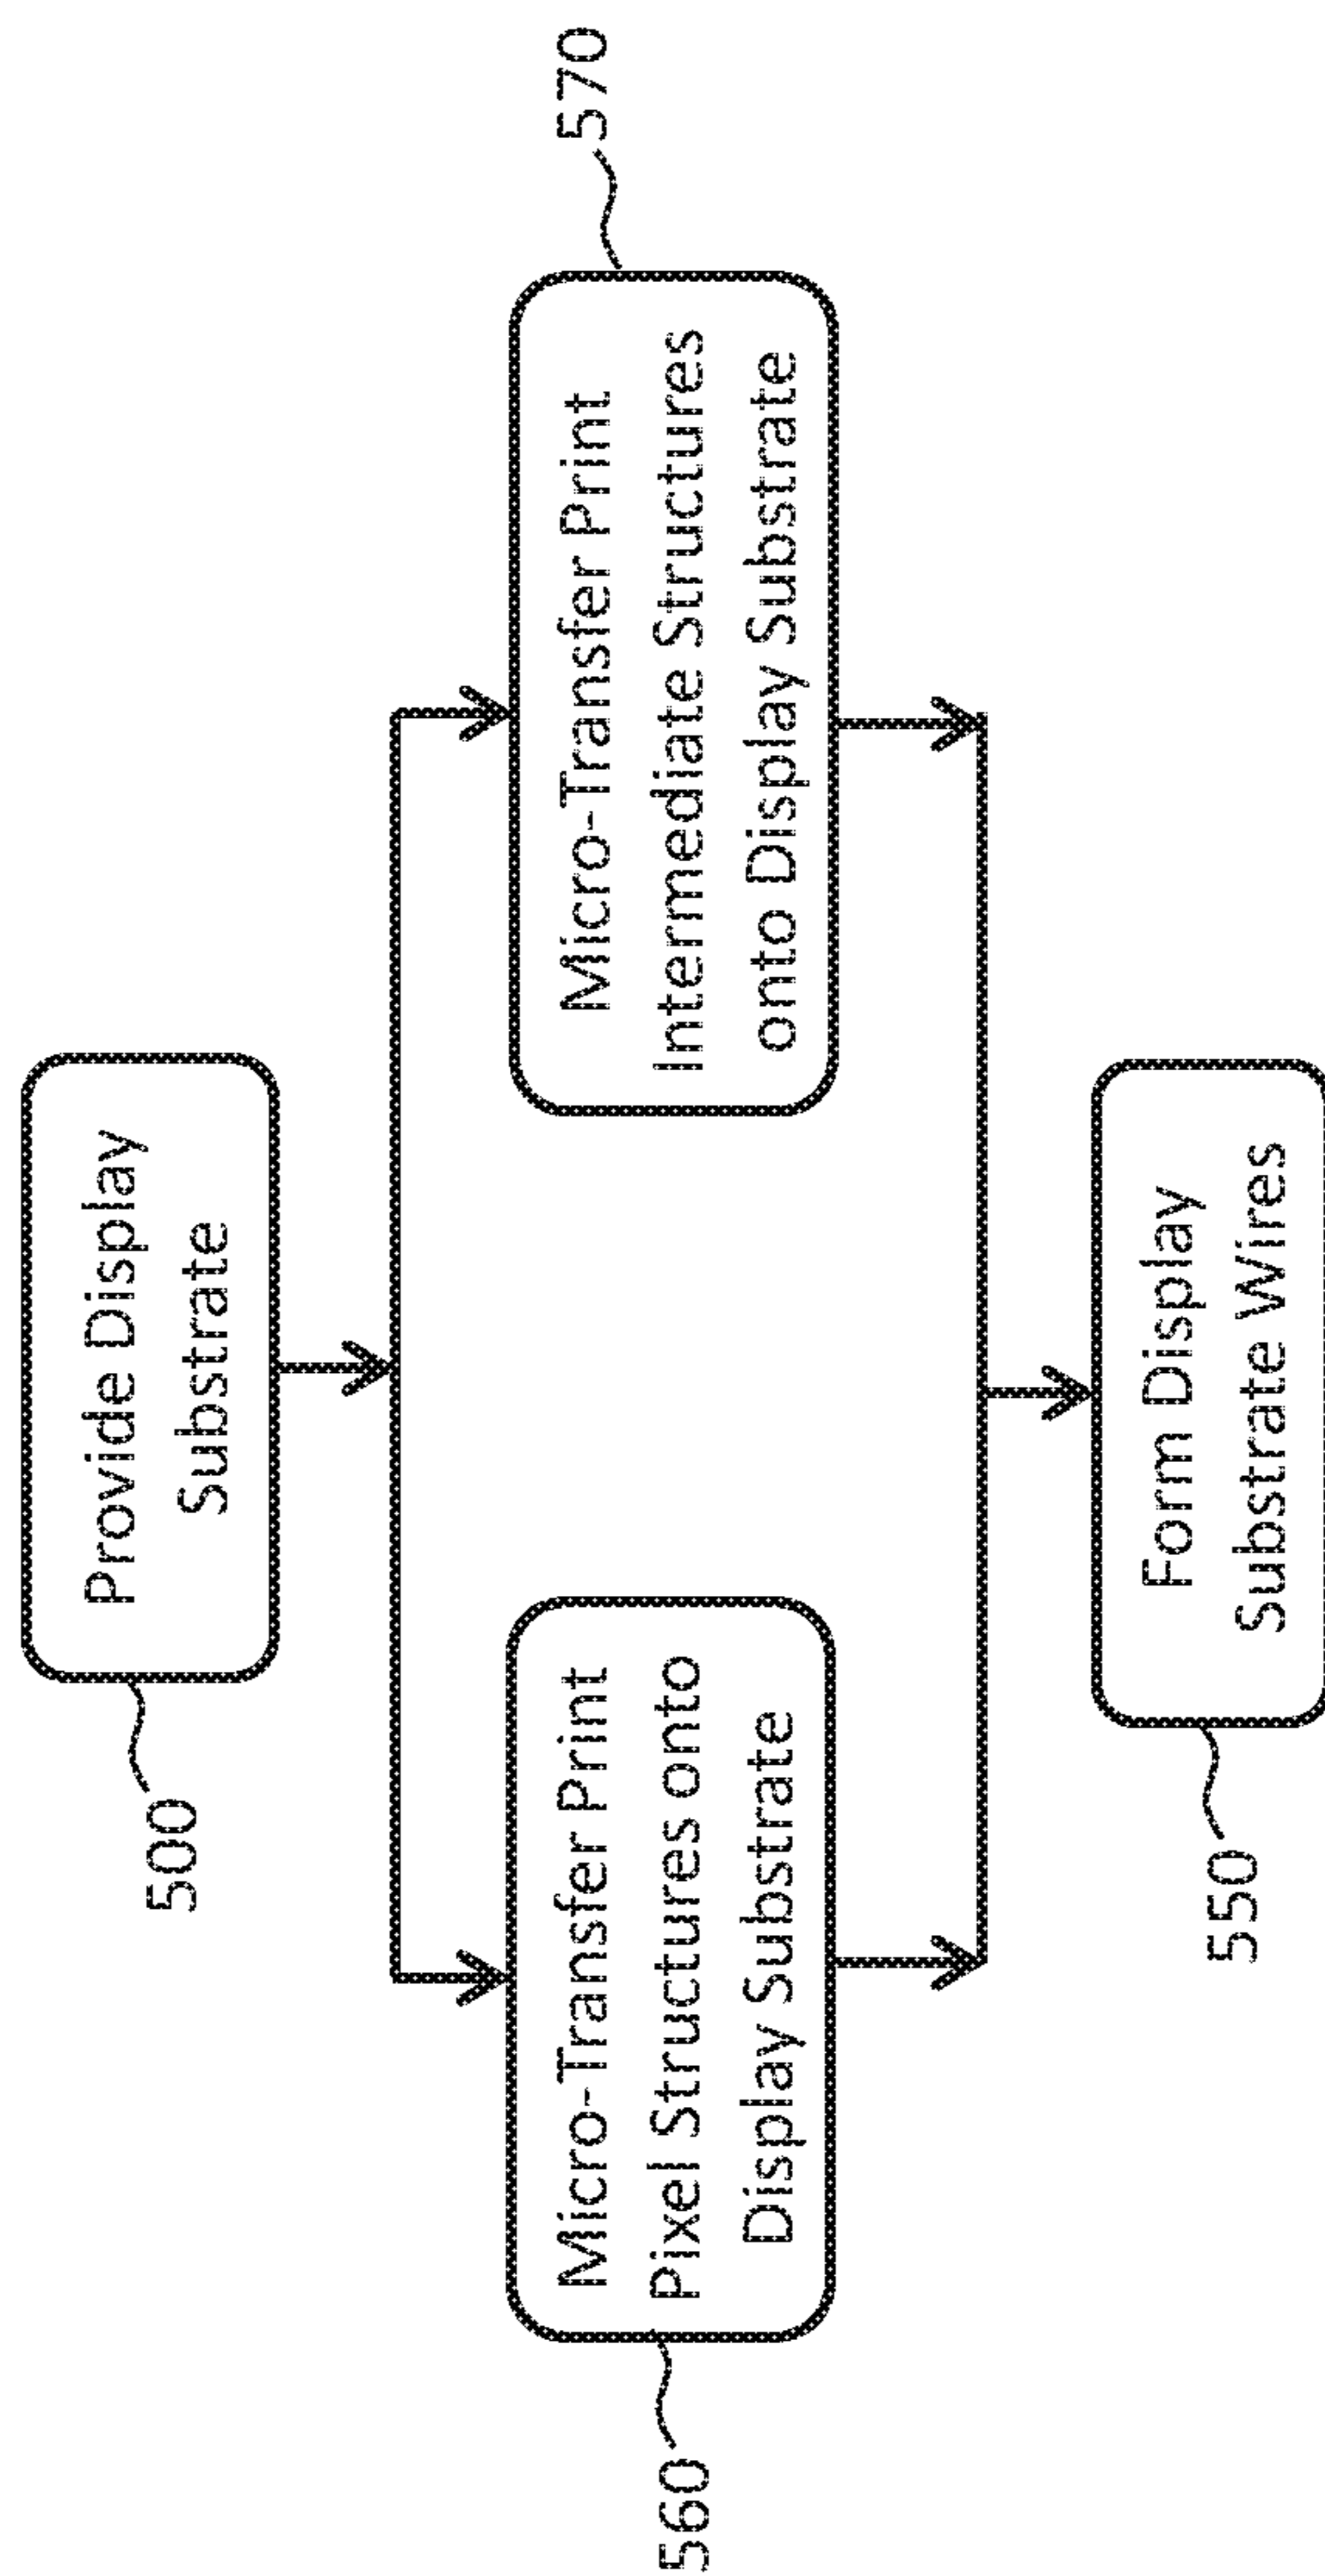 Provide Display
Substrate
500
Micro-Transfer Print
Pixel Structures onto
Display Substrate
560
Micro-Transfer Print
Intermediate Structures
onto Display Substrate
570
Form Display
Substrate Wires
550